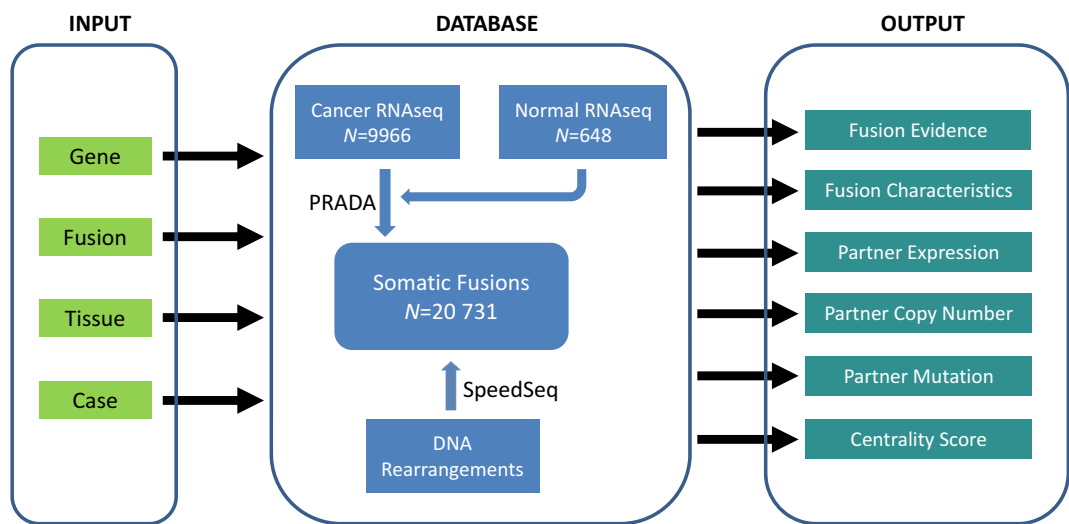 INPUT
Gene
Fusion
Tissue
Case
DATABASE
Cancer RNAseq
N=9966
Normal RNAseq
N=648
PRADA
Somatic Fusions
N=20 731
SpeedSeq
DNA
Rearrangements
OUTPUT
Fusion Evidence
Fusion Characteristics
Partner Expression
Partner Copy Number
Partner Mutation
Centrality Score